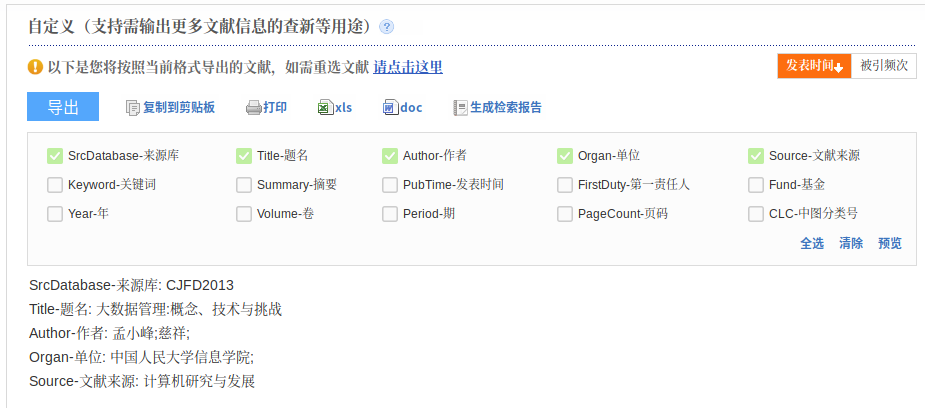 自定义（支持需输出更多文献信息的查新等用途） ?
! 以下是您将按照当前格式导出的文献，如需重选文献 请点击这里 发表时间 被引频次
导出 复制到剪贴板 打印 xls doc 生成检索报告
SrcDatabase-来源库 Title-题名 Author-作者 Organ-单位 Source-文献来源
Keyword-关键词 Summary-摘要 PubTime-发表时间 FirstDuty-第一责任人 Fund-基金
Year-年 Volume-卷 Period-期 PageCount-页码 CLC-中图分类号
全选 清除 预览
SrcDatabase-来源库: CJFD2013
Title-题名: 大数据管理:概念、技术与挑战
Author-作者: 孟小峰;慈祥;
Organ-单位: 中国人民大学信息学院;
Source-文献来源: 计算机研究与发展